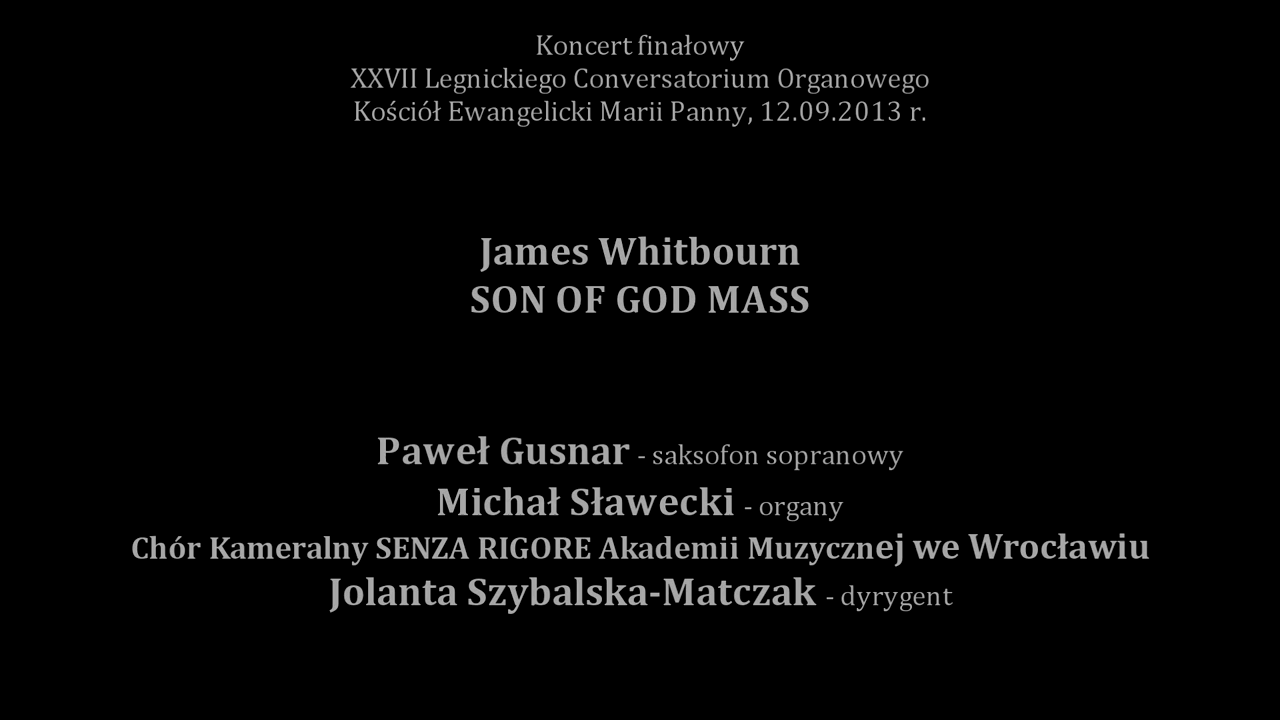 Koncert finałowy
XXVII Legnickiego Conversatorium Organowego
Kościół Ewangelicki Marii Panny, 12.09.2013 r.
James Whitbourn
SON OF GOD MASS
Paweł Gusnar - saksofon sopranowy
Michał Sławecki - organy
Chór Kameralny SENZA RIGORE Akademii Muzycznej we Wrocławiu
Jolanta Szybalska-Matczak - dyrygent